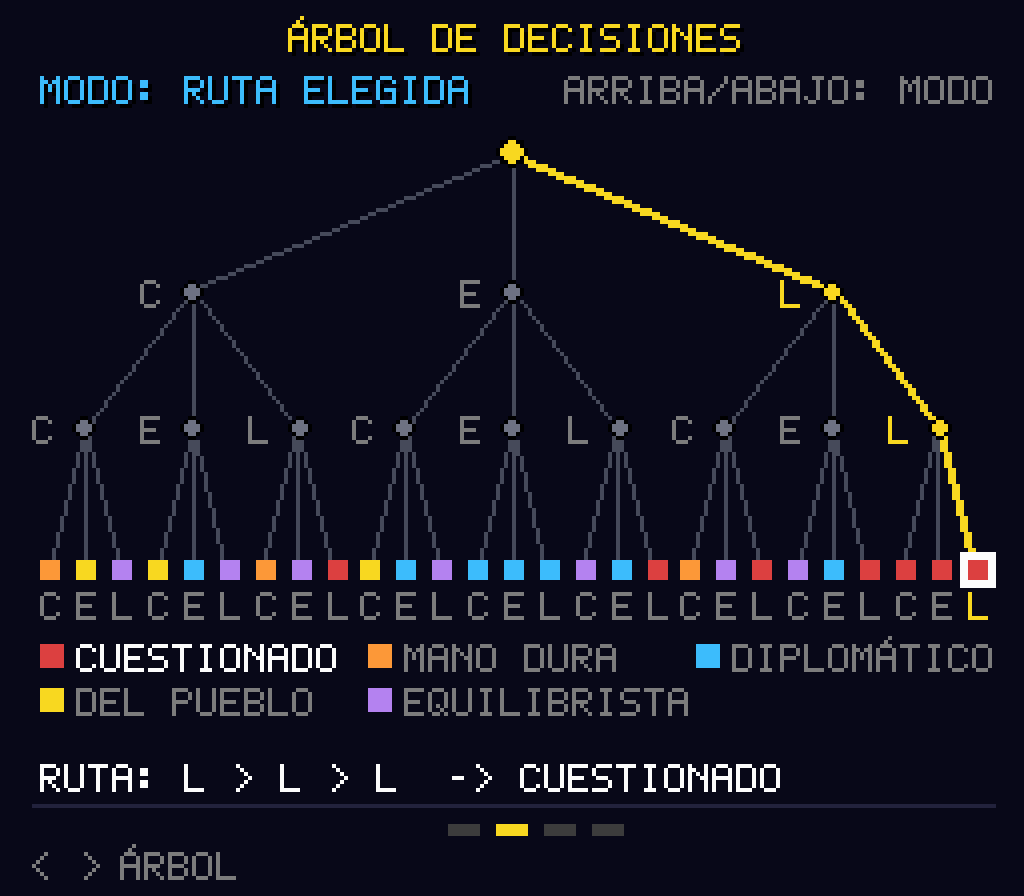 ÁRBOL DE DECISIONES
MODO: RUTA ELEGIDA ARRIBA/ABAJO: MODO
C E L
C E L C E L C E L
C E L C E L C E L C E L C E L C E L C E L C E L C E L
CUESTIONADO MANO DURA DIPLOMÁTICO
DEL PUEBLO EQUILIBRISTA
RUTA: L > L > L -> CUESTIONADO
< > ÁRBOL